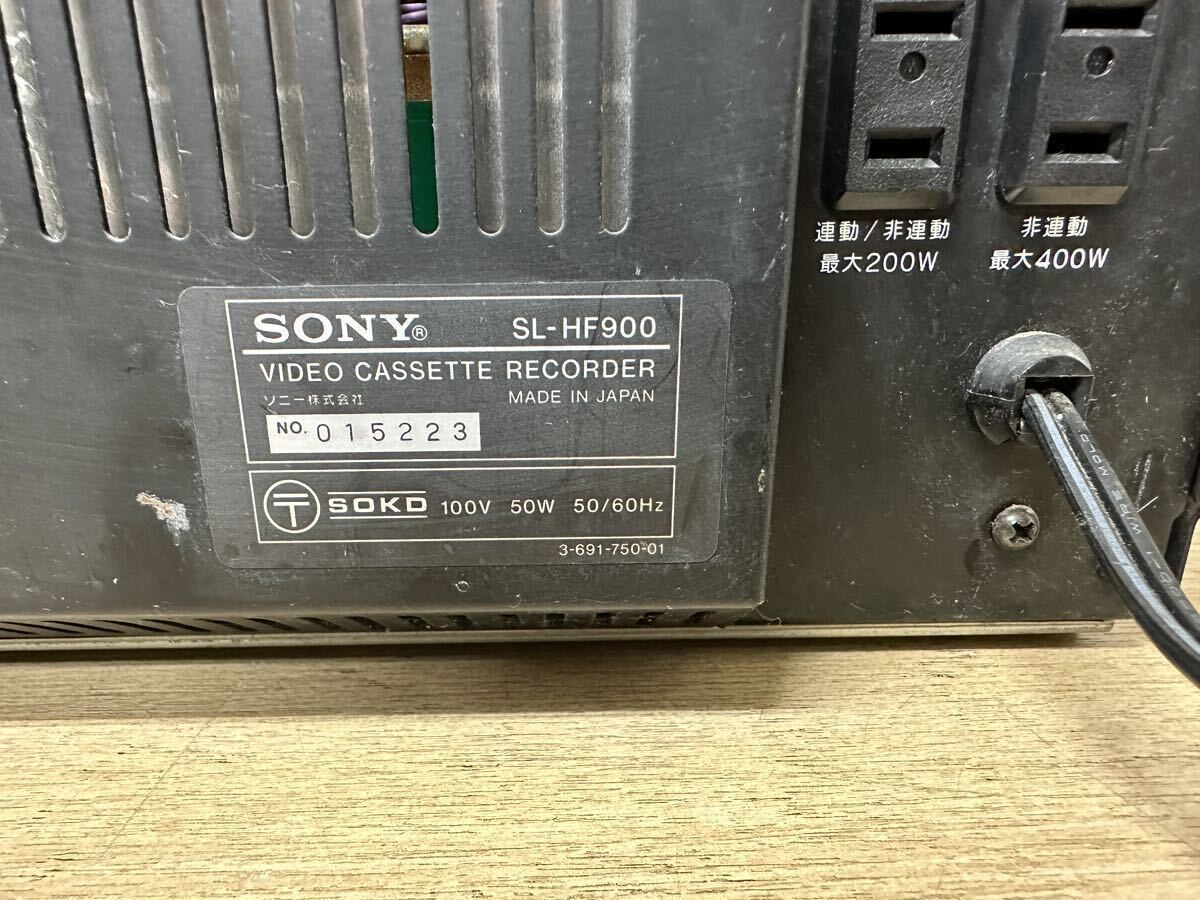 連動/非連動
最大200W
非連動
最大400W
SONY® SL-HF900
VIDEO CASSETTE RECORDER
ソニー株式会社 MADE IN JAPAN
NO. 015223
〒 SOKD 100V 50W 50/60Hz
3-691-750-01